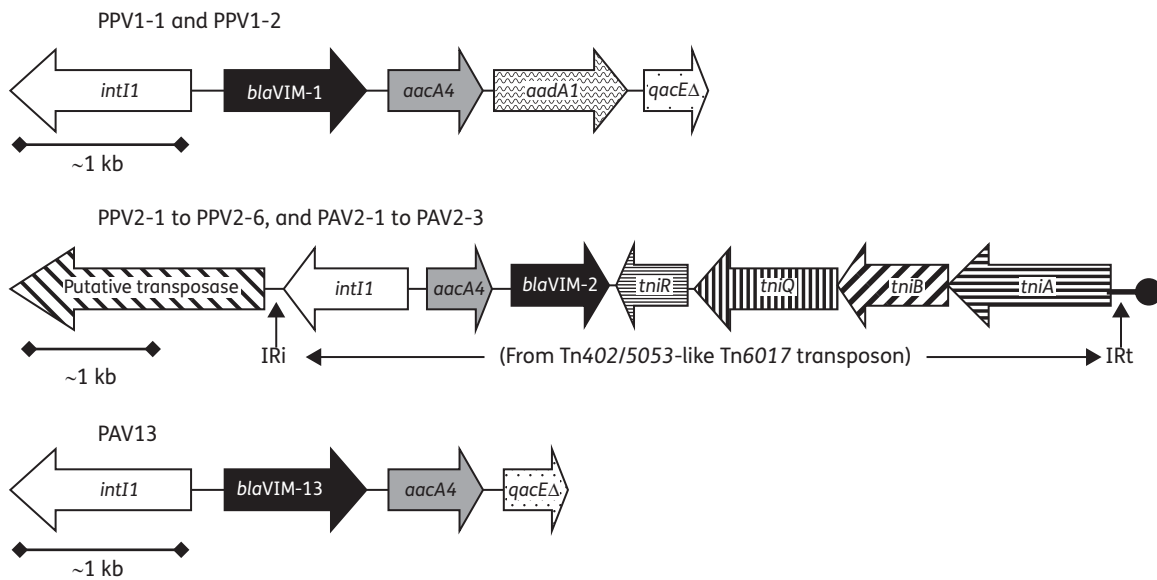 PPV1-1 and PPV1-2
intI1 blaVIM-1 aacA4 aadA1 qacEΔ
~1 kb
PPV2-1 to PPV2-6, and PAV2-1 to PAV2-3
Putative transposase intI1 aacA4 blaVIM-2 tniR tniQ tniB tniA
IRi (From Tn402/5053-like Tn6017 transposon) IRt
~1 kb
PAV13
intI1 blaVIM-13 aacA4 qacEΔ
~1 kb